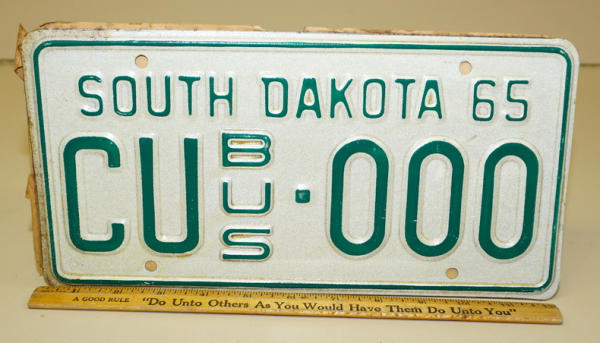 SOUTH DAKOTA 65
CU BUS · 000
A GOOD RULE "Do Unto Others As You Would Have Them Do Unto You"